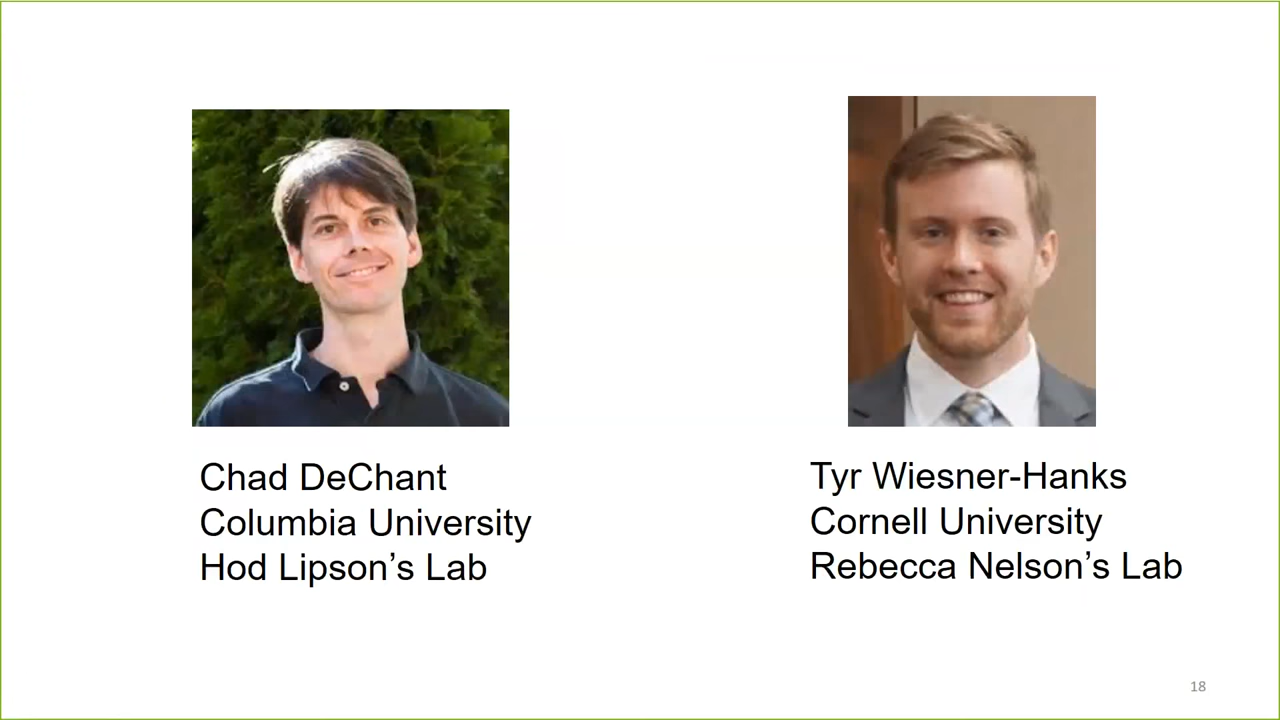 Chad DeChant
Columbia University
Hod Lipson’s Lab
Tyr Wiesner-Hanks
Cornell University
Rebecca Nelson’s Lab
18